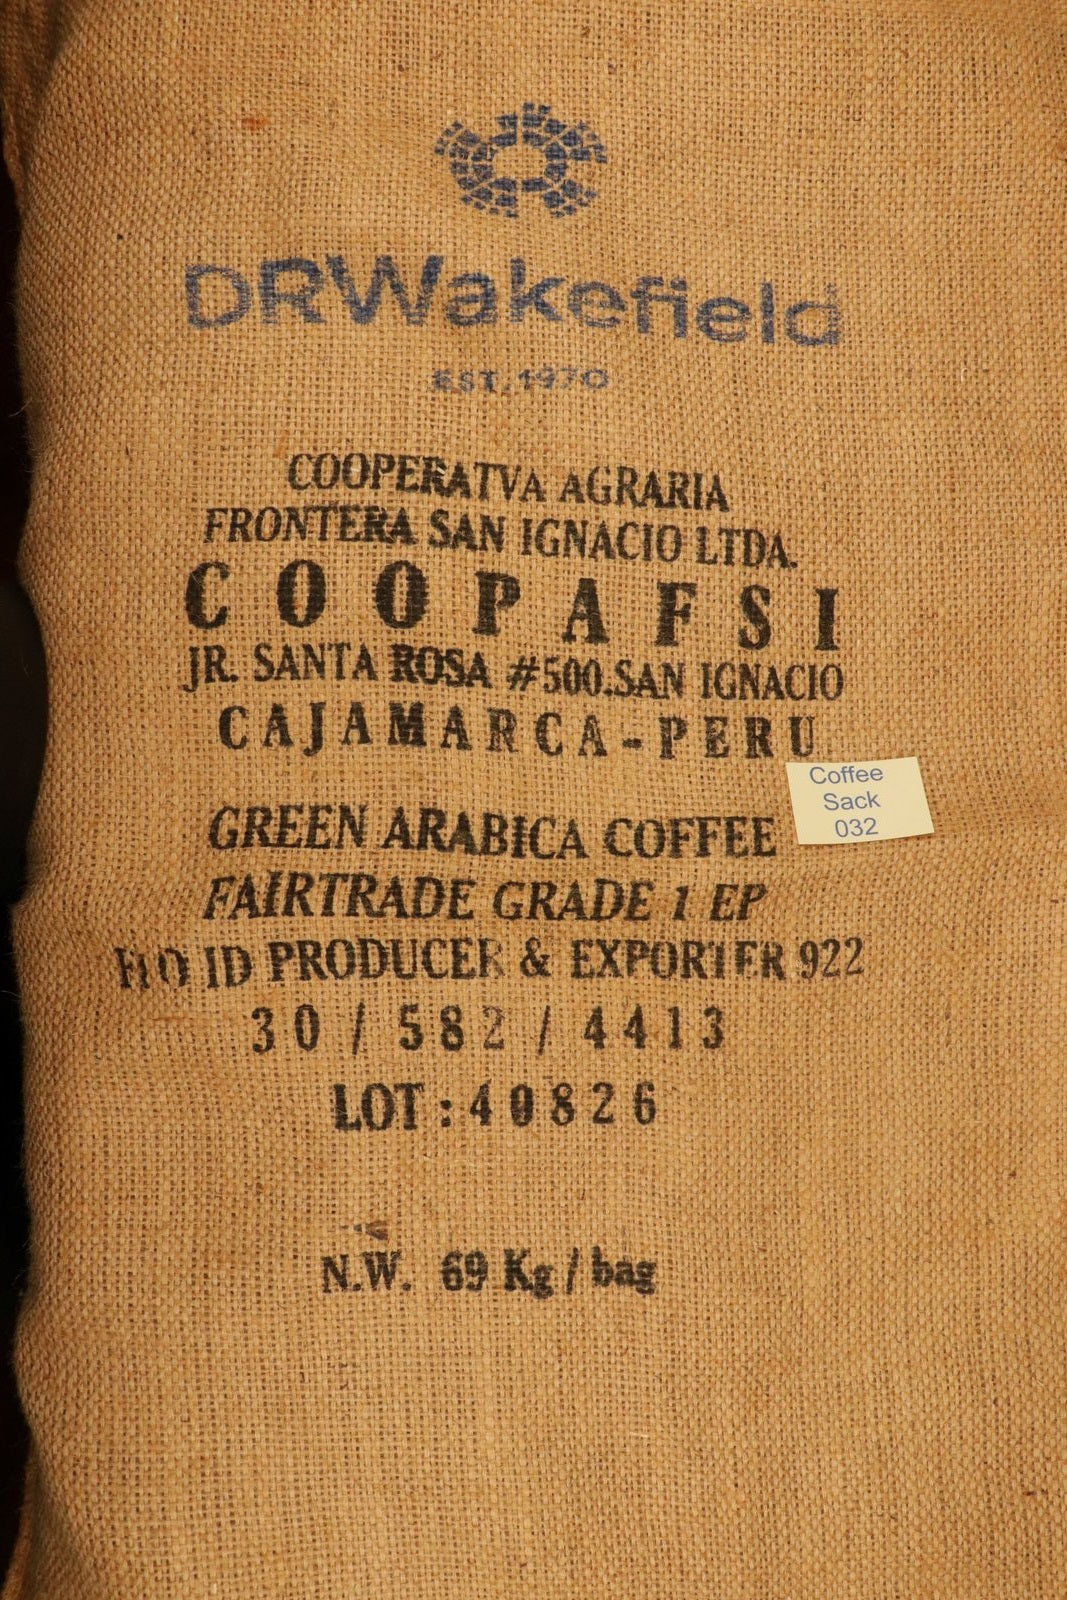 DRWakefield
EST. 1970
COOPERATVA AGRARIA
FRONTERA SAN IGNACIO LTDA.
COOPAFSI
JR. SANTA ROSA #500.SAN IGNACIO
CAJAMARCA-PERU
Coffee
Sack
032
GREEN ARABICA COFFEE
FAIRTRADE GRADE 1 EP
FLO ID PRODUCER & EXPORTER 922
30 / 582 / 4413
LOT: 40826
N.W. 69 Kg / bag